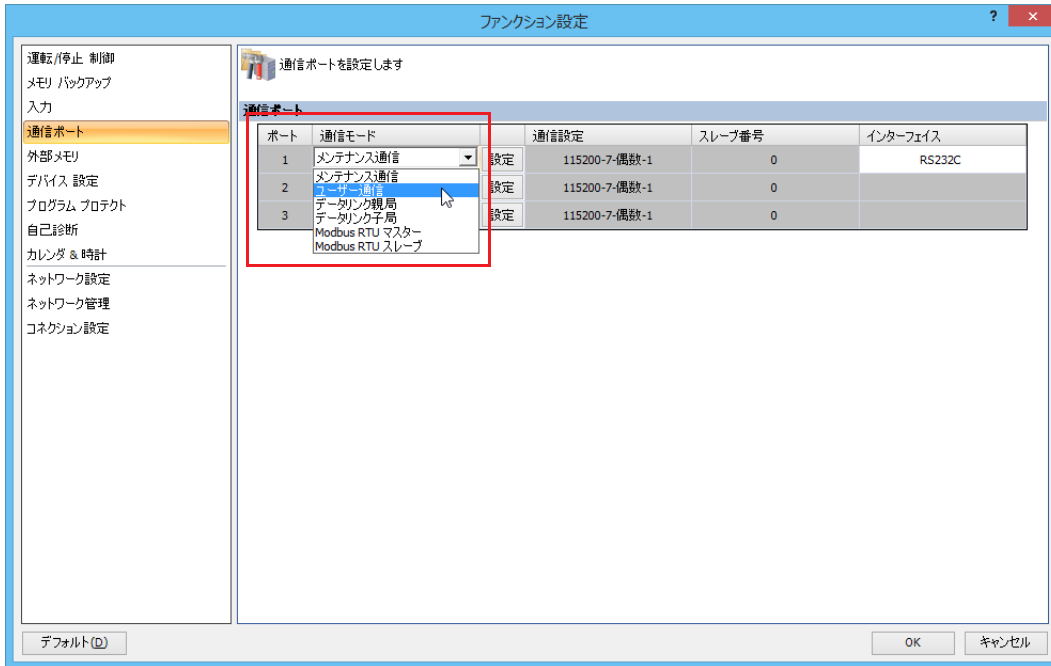 ファンクション設定
?
×
運転/停止 制御
メモリ バックアップ
入力
通信ポート
外部メモリ
デバイス 設定
プログラム プロテクト
自己診断
カレンダ & 時計
ネットワーク設定
ネットワーク管理
コネクション設定
通信ポートを設定します
通信ポート
ポート 通信モード 通信設定 スレーブ番号 インターフェイス
1 メンテナンス通信 設定 115200-7-偶数-1 0 RS232C
2 設定 115200-7-偶数-1 0
3 設定 115200-7-偶数-1 0
メンテナンス通信
ユーザー通信
データリンク親局
データリンク子局
Modbus RTU マスター
Modbus RTU スレーブ
デフォルト(D)
OK
キャンセル